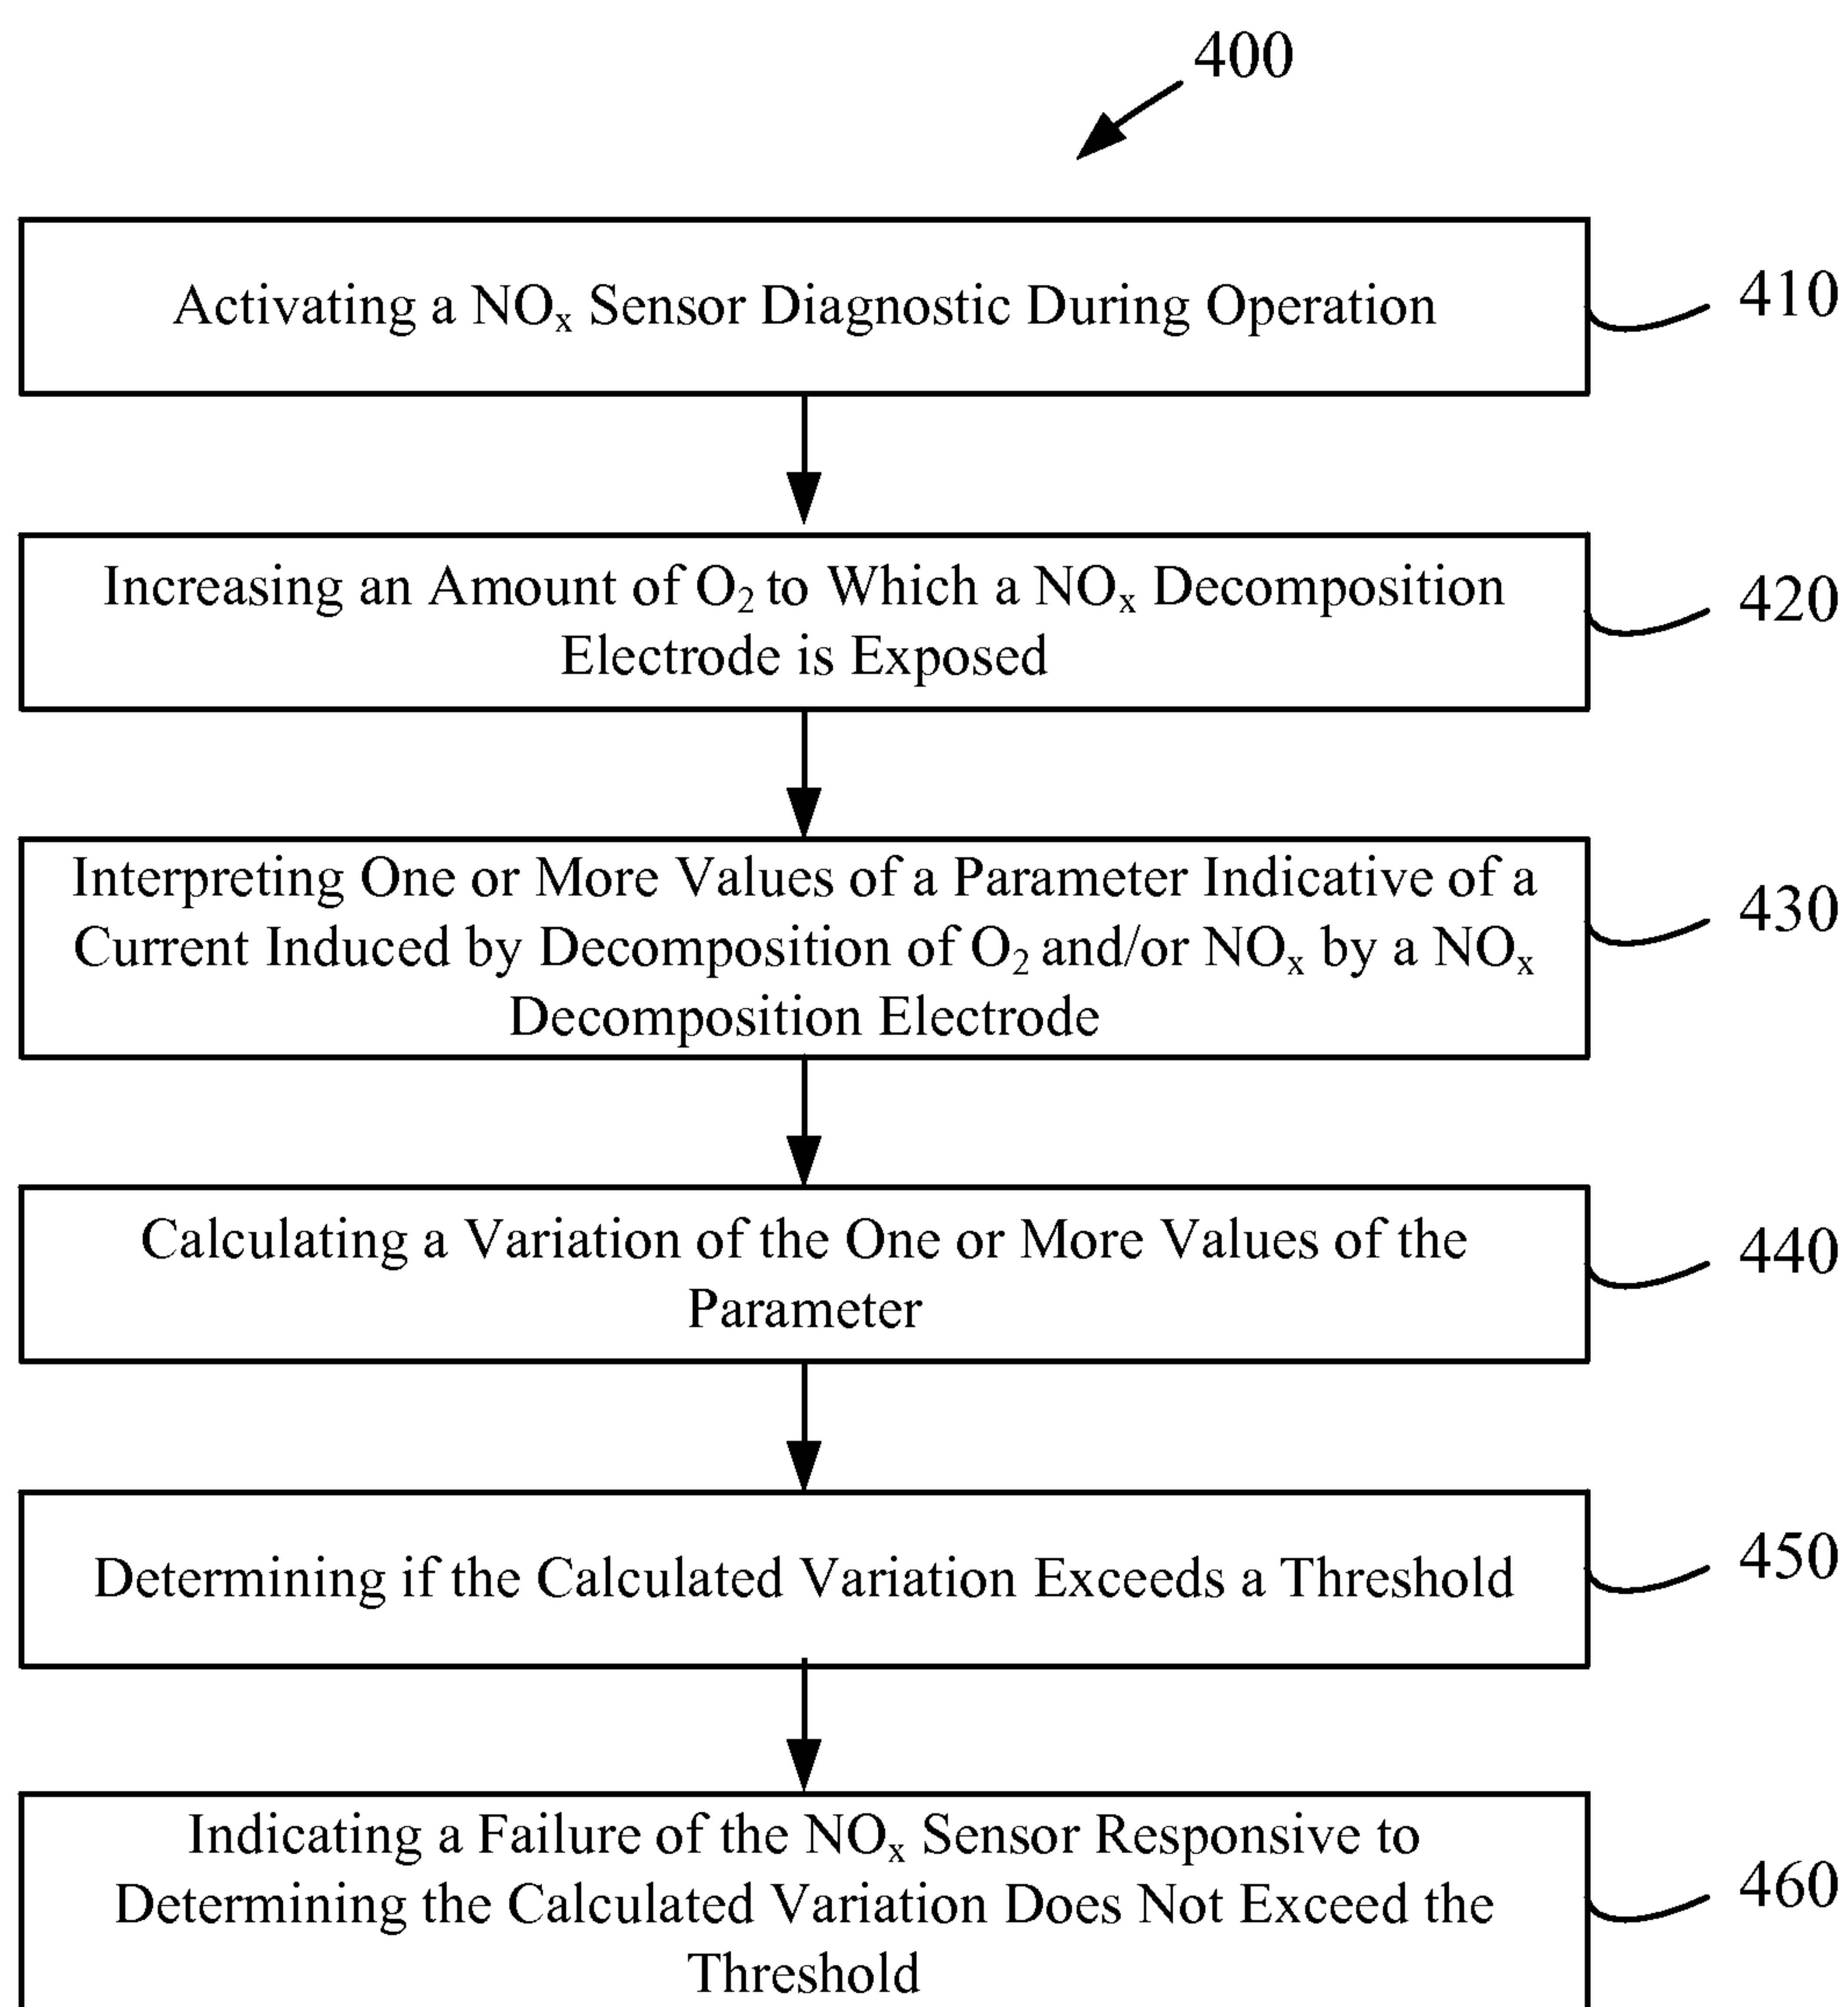 400
Activating a NOₓ Sensor Diagnostic During Operation
410
Increasing an Amount of O₂ to Which a NOₓ Decomposition
Electrode is Exposed
420
Interpreting One or More Values of a Parameter Indicative of a
Current Induced by Decomposition of O₂ and/or NOₓ by a NOₓ
Decomposition Electrode
430
Calculating a Variation of the One or More Values of the
Parameter
440
Determining if the Calculated Variation Exceeds a Threshold
450
Indicating a Failure of the NOₓ Sensor Responsive to
Determining the Calculated Variation Does Not Exceed the
Threshold
460